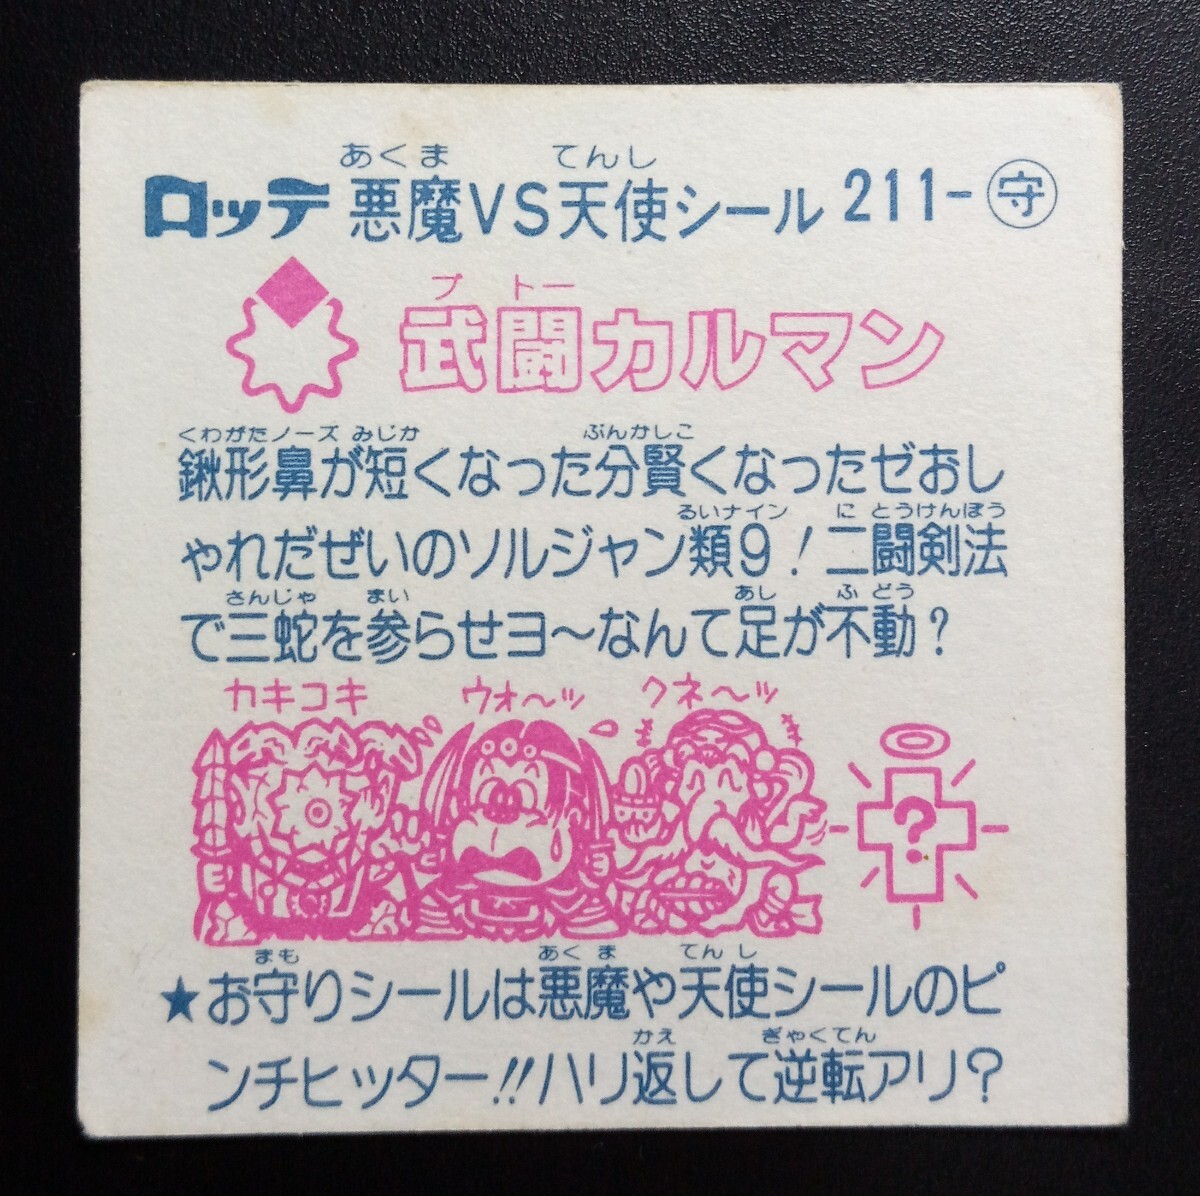 あくま てんし
ロッテ 悪魔VS天使シール 211-守
ブトー
武闘カルマン
くわがたノーズ みじか ぶんかしこ
鍬形鼻が短くなった分賢くなったゼおし
るいナイン に とうけんぽう
ゃれだぜいのソルジャン類9!二闘剣法
さんじゃ まい あし ふ どう
で三蛇を参らせヨ〜なんて足が不動?
カキコキ ウォ〜ッ クネ〜ッ
?
まも あくま てんし
★お守りシールは悪魔や天使シールのピ
かえ ぎゃくてん
ンチヒッター!!ハリ返して逆転アリ?